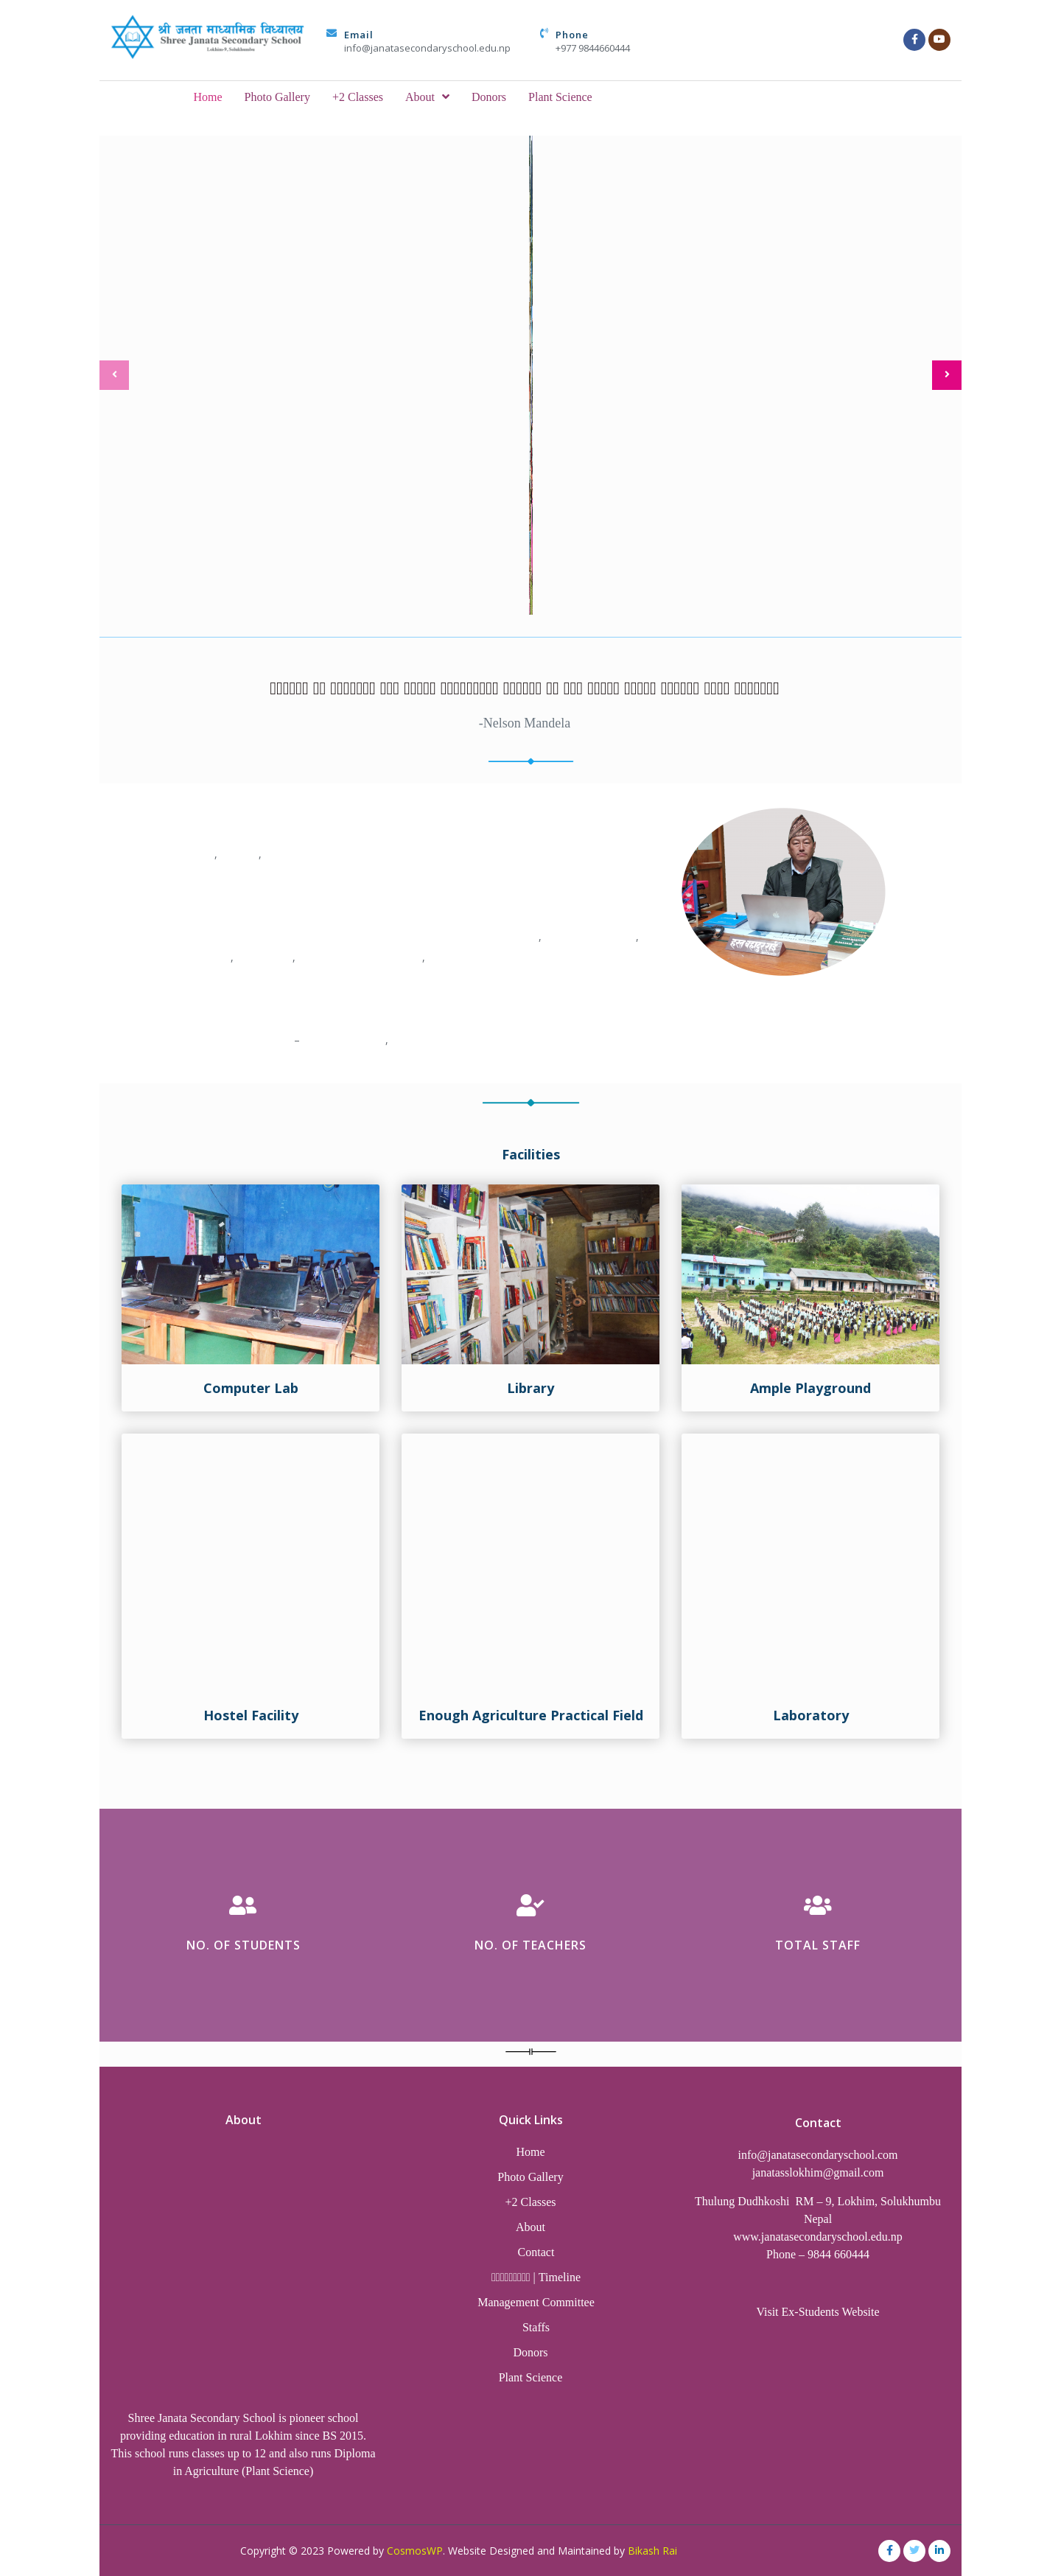 श्री जनता माध्यमिक विध्यालय
Shree Janata Secondary School
Lokhim-9, Solukhumbu
Email
info@janatasecondaryschool.edu.np
Phone
+977 9844660444
Home Photo Gallery +2 Classes About Donors Plant Science
-Nelson Mandela
Facilities
Computer Lab
Library
Ample Playground
Hostel Facility
Enough Agriculture Practical Field
Laboratory
NO. OF STUDENTS
NO. OF TEACHERS
TOTAL STAFF
About
Shree Janata Secondary School is pioneer school
providing education in rural Lokhim since BS 2015.
This school runs classes up to 12 and also runs Diploma
in Agriculture (Plant Science)
Quick Links
Home
Photo Gallery
+2 Classes
About
Contact
| Timeline
Management Committee
Staffs
Donors
Plant Science
Contact
info@janatasecondaryschool.com
janatasslokhim@gmail.com
Thulung Dudhkoshi RM – 9, Lokhim, Solukhumbu
Nepal
www.janatasecondaryschool.edu.np
Phone – 9844 660444
Visit Ex-Students Website
Copyright © 2023 Powered by CosmosWP. Website Designed and Maintained by Bikash Rai